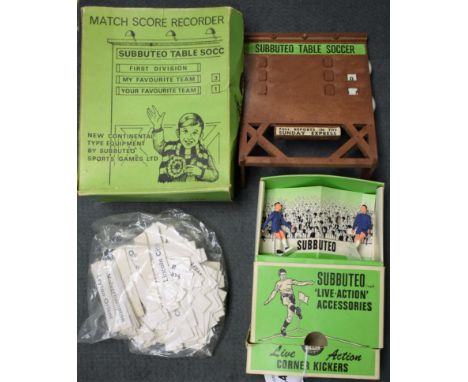 MATCH SCORE RECORDER
SUBBUTEO TABLE SOCC
FIRST DIVISION
MY FAVOURITE TEAM 3
YOUR FAVOURITE TEAM 1
NEW CONTINENTAL
TYPE EQUIPMENT
BY SUBBUTEO
SPORTS GAMES LTD
SUBBUTEO TABLE SOCCER
FULL REPORTS IN THE
SUNDAY EXPRESS
LINCOLN C
SUBBUTEO
SUBBUTEO
'LIVE-ACTION'
ACCESSORIES
Live Action
CORNER KICKERS